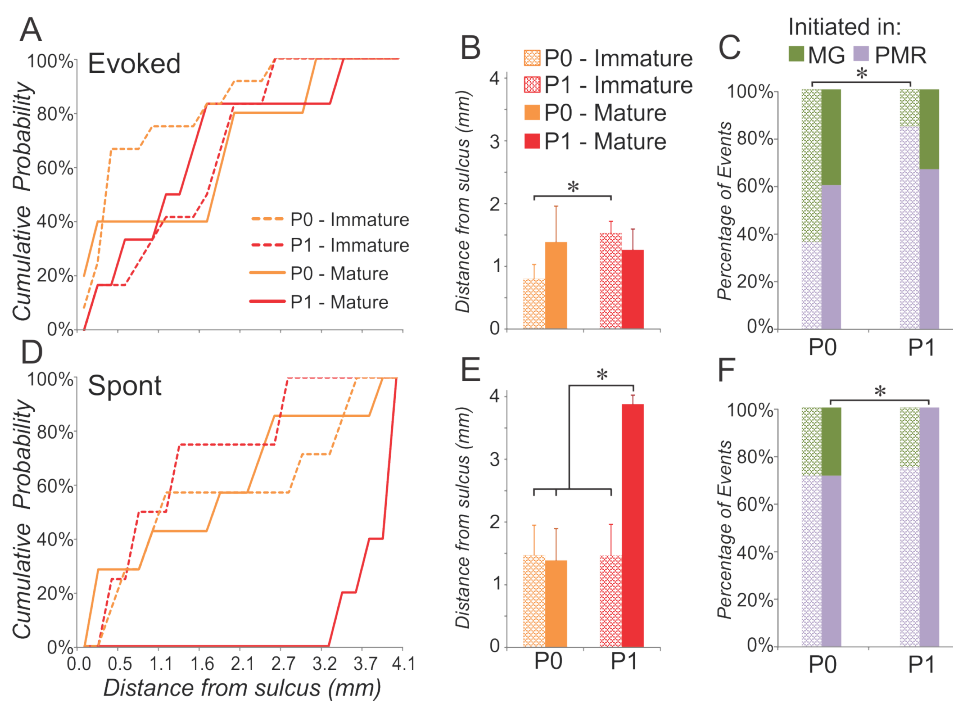 A
Evoked
Cumulative Probability
100%
80%
60%
40%
20%
0%
P0 - Immature
P1 - Immature
P0 - Mature
P1 - Mature
B
P0 - Immature
P1 - Immature
P0 - Mature
P1 - Mature
Distance from sulcus (mm)
4
3
2
1
0
*
C
Initiated in:
MG PMR
*
Percentage of Events
100%
80%
60%
40%
20%
0%
P0 P1
D
Spont
Cumulative Probability
100%
80%
60%
40%
20%
0%
0.0 0.5 1.1 1.6 2.1 2.7 3.2 3.7 4.1
Distance from sulcus (mm)
E
*
Distance from sulcus (mm)
4
3
2
1
0
P0 P1
F
*
Percentage of Events
100%
80%
60%
40%
20%
0%
P0 P1